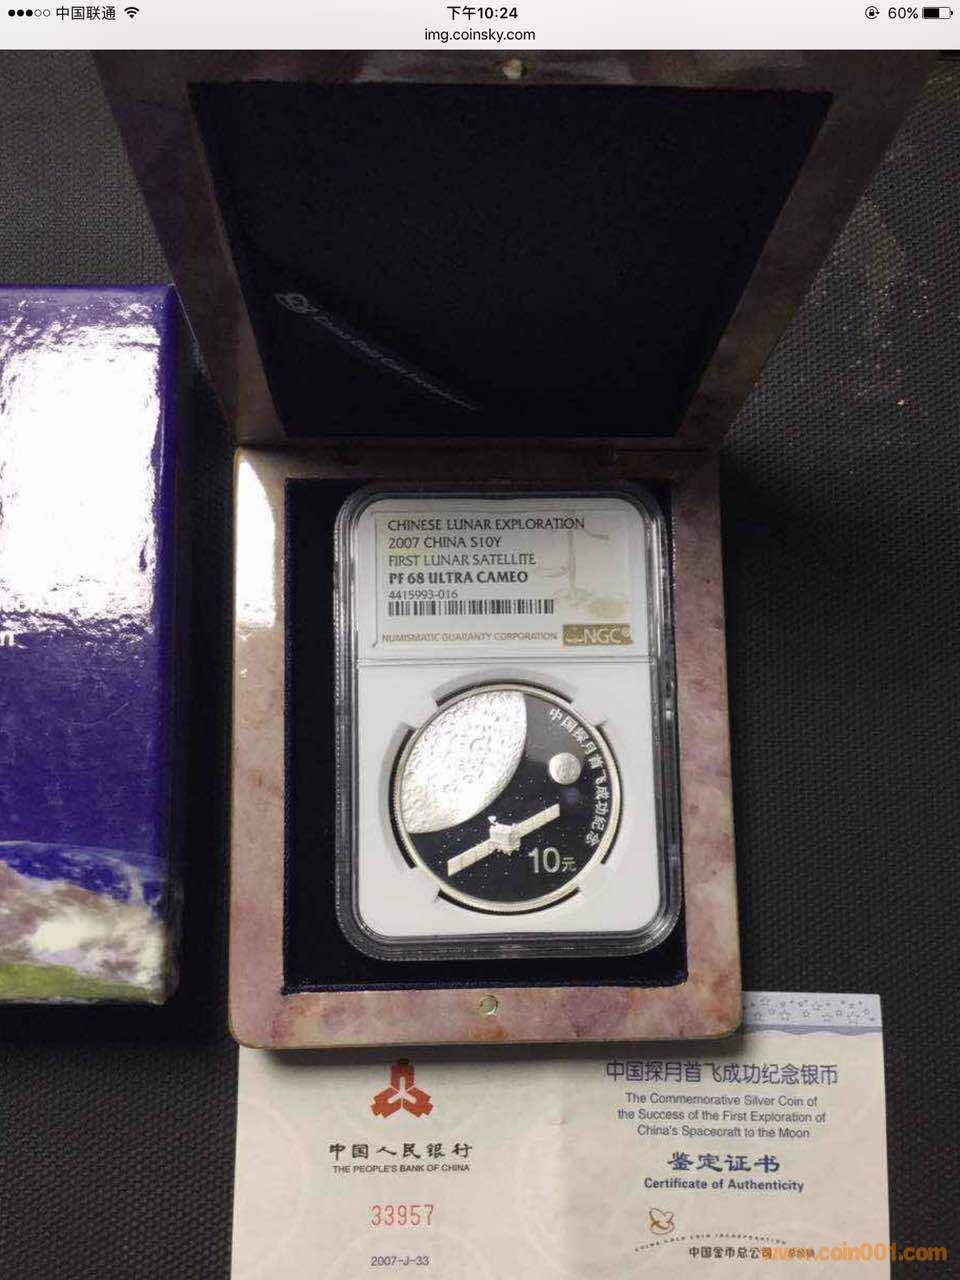 中国联通
下午10:24
60%
img.coinsky.com
CHINESE LUNAR EXPLORATION
2007 CHINA S10Y
FIRST LUNAR SATELLITE
PF 68 ULTRA CAMEO
4415993-016
NUMISMATIC GUARANTY CORPORATION
NGC
中国探月首飞成功纪念
10元
中国人民银行
THE PEOPLE'S BANK OF CHINA
33957
2007-J-33
中国探月首飞成功纪念银币
The Commemorative Silver Coin of
the Success of the First Exploration of
China's Spacecraft to the Moon
鉴定证书
Certificate of Authenticity
CHINA GOLD COIN INCORPORATION
中国金币总公司
www.coin001.com